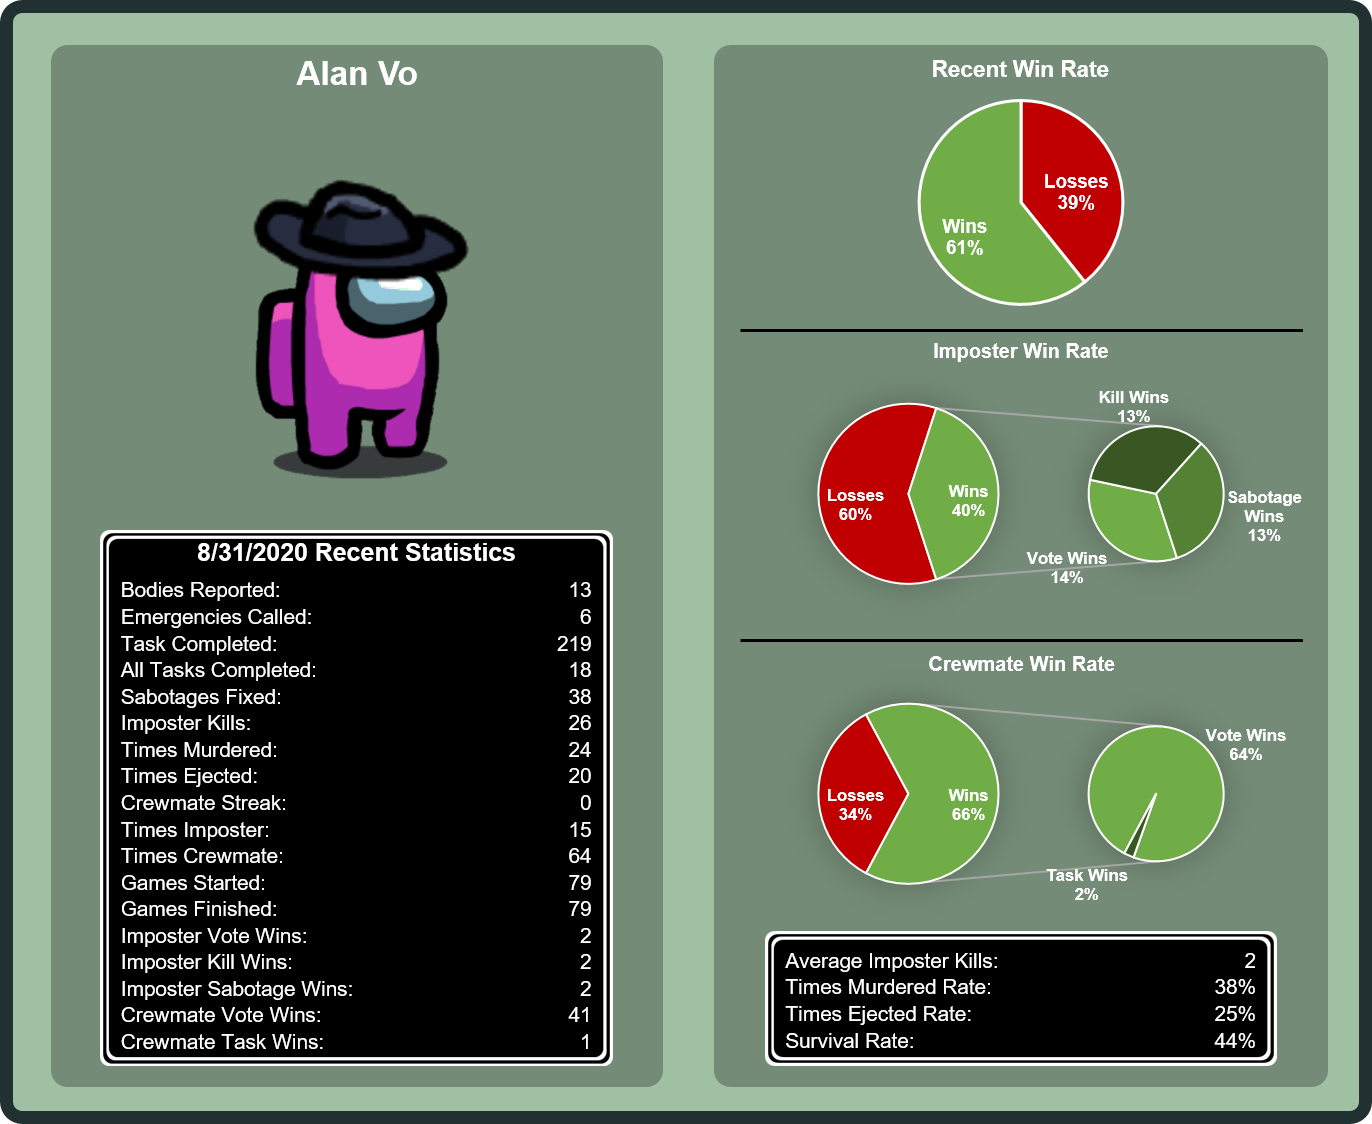 Alan Vo
8/31/2020 Recent Statistics
Bodies Reported: 13
Emergencies Called: 6
Task Completed: 219
All Tasks Completed: 18
Sabotages Fixed: 38
Imposter Kills: 26
Times Murdered: 24
Times Ejected: 20
Crewmate Streak: 0
Times Imposter: 15
Times Crewmate: 64
Games Started: 79
Games Finished: 79
Imposter Vote Wins: 2
Imposter Kill Wins: 2
Imposter Sabotage Wins: 2
Crewmate Vote Wins: 41
Crewmate Task Wins: 1
Recent Win Rate
Losses
39%
Wins
61%
Imposter Win Rate
Losses
60%
Wins
40%
Kill Wins
13%
Sabotage
Wins
13%
Vote Wins
14%
Crewmate Win Rate
Losses
34%
Wins
66%
Vote Wins
64%
Task Wins
2%
Average Imposter Kills: 2
Times Murdered Rate: 38%
Times Ejected Rate: 25%
Survival Rate: 44%